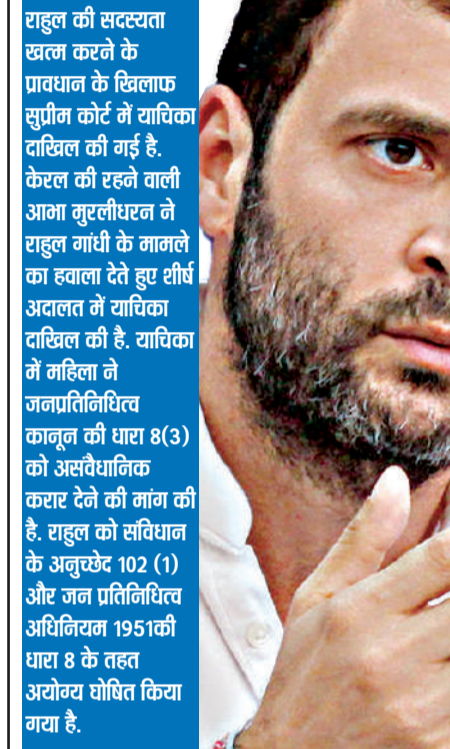 राहुल की सदस्यता
खत्म करने के
प्रावधान के खिलाफ
सुप्रीम कोर्ट में याचिका
दाखिल की गई है.
केरल की रहने वाली
आभा मुरलीधरन ने
राहुल गांधी के मामले
का हवाला देते हुए शीर्ष
अदालत में याचिका
दाखिल की है. याचिका
में महिला ने
जनप्रतिनिधित्व
कानून की धारा 8(3)
को असवैधानिक
करार देने की मांग की
है. राहुल को संविधान
के अनुच्छेद 102 (1)
और जन प्रतिनिधित्व
अधिनियम 1951की
धारा 8 के तहत
अयोग्य घोषित किया
गया है.